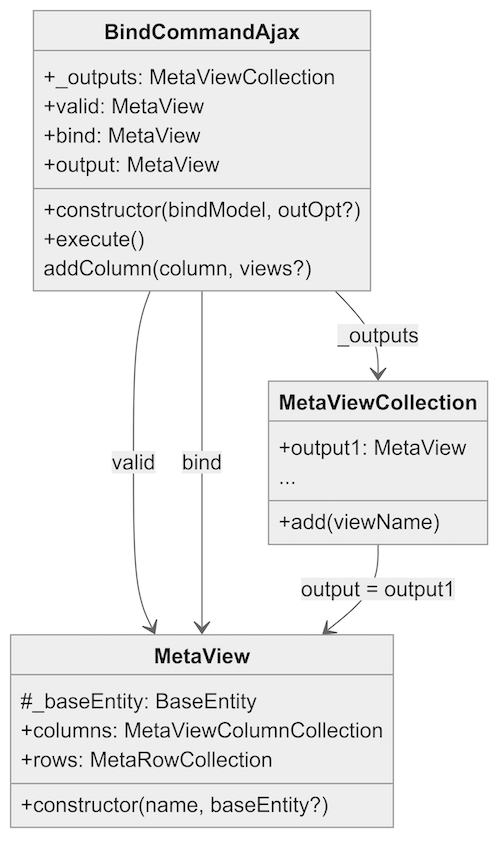 BindCommandAjax
+_outputs: MetaViewCollection
+valid: MetaView
+bind: MetaView
+output: MetaView
+constructor(bindModel, outOpt?)
+execute()
addColumn(column, views?)
_outputs
MetaViewCollection
+output1: MetaView
...
+add(viewName)
valid
bind
output = output1
MetaView
#_baseEntity: BaseEntity
+columns: MetaViewColumnCollection
+rows: MetaRowCollection
+constructor(name, baseEntity?)